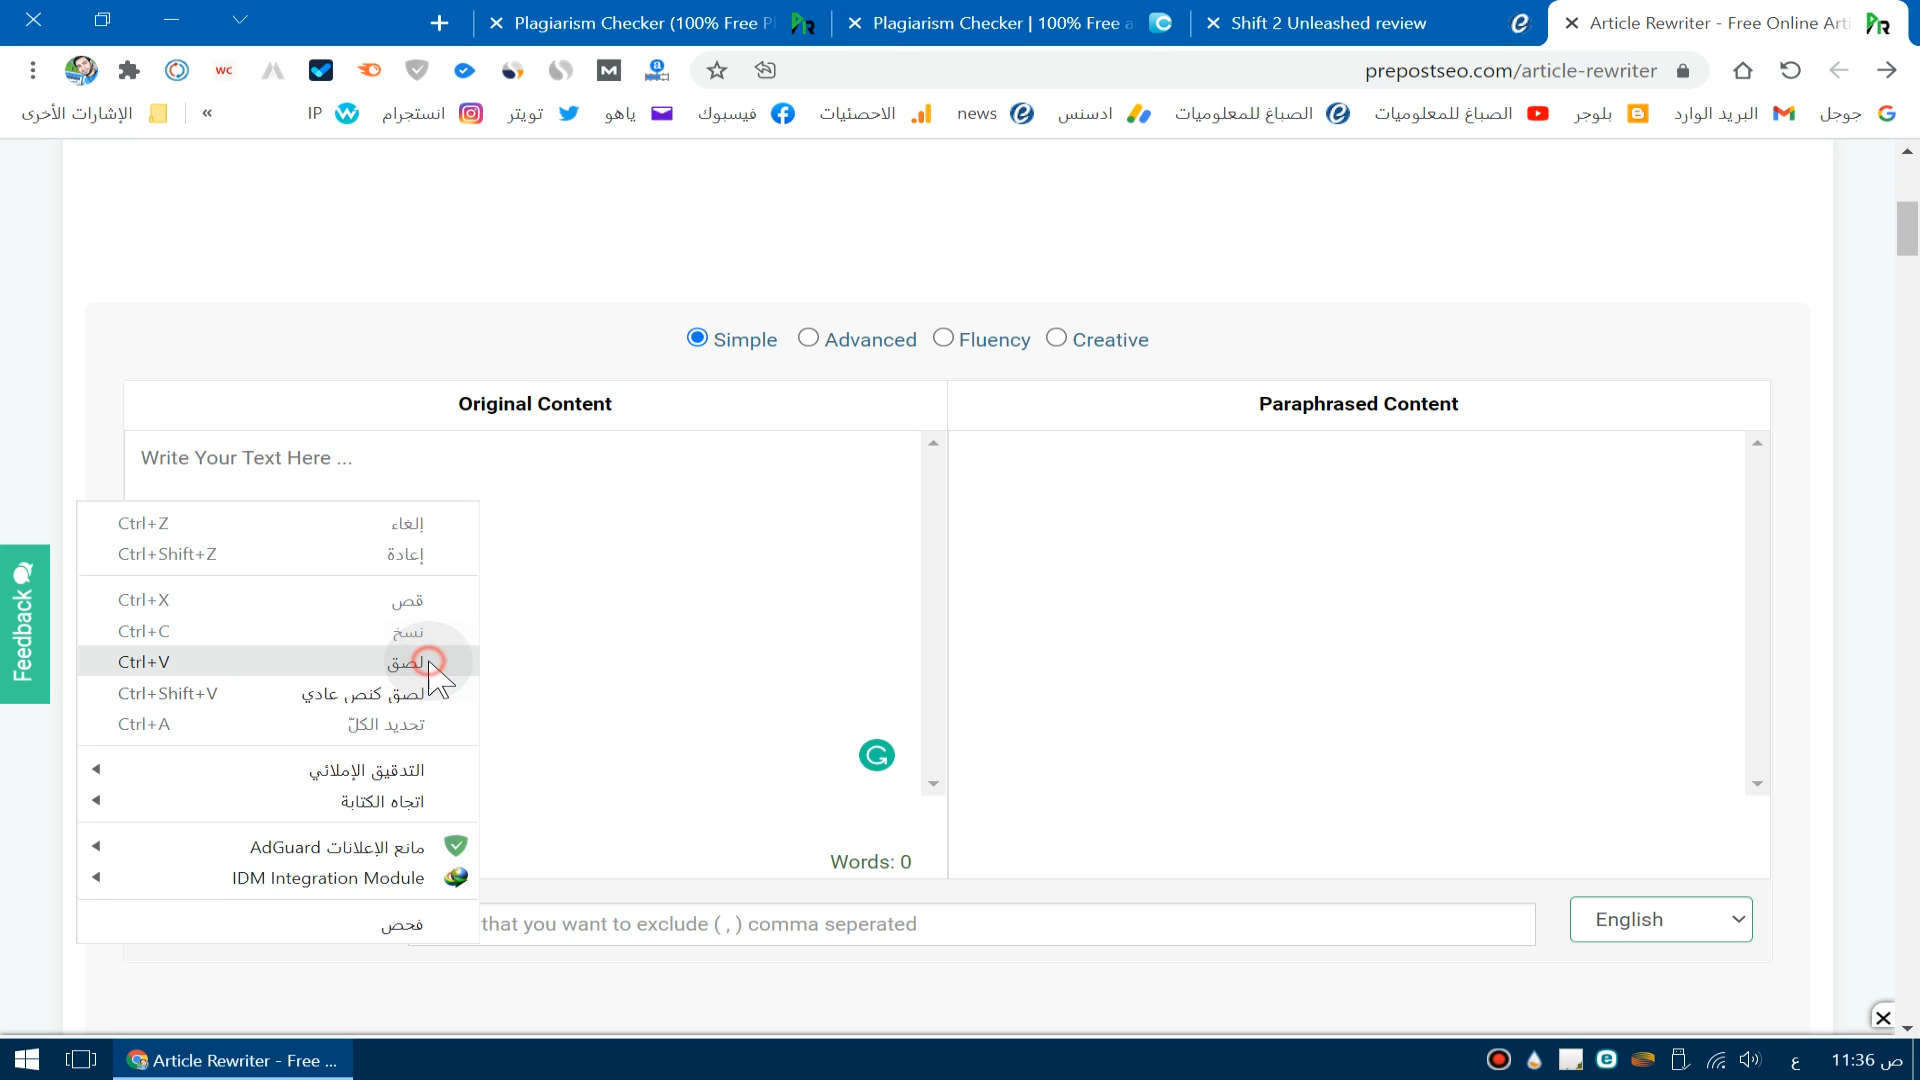 Plagiarism Checker (100% Free Pl
Plagiarism Checker | 100% Free a
Shift 2 Unleashed review
Article Rewriter - Free Online Arti
prepostseo.com/article-rewriter
جوجل
البريد الوارد
بلوجر
الصباغ للمعلوميات
الصباغ للمعلوميات
ادسنس
news
الاحصئيات
فيسبوك
ياهو
تويتر
انستجرام
IP
»
الإشارات الأخرى
Simple
Advanced
Fluency
Creative
Original Content
Paraphrased Content
Write Your Text Here ...
إلغاء Ctrl+Z
إعادة Ctrl+Shift+Z
قص Ctrl+X
نسخ Ctrl+C
لصق Ctrl+V
لصق كنص عادي Ctrl+Shift+V
تحديد الكلّ Ctrl+A
التدقيق الإملائي
اتجاه الكتابة
مانع الإعلانات AdGuard
IDM Integration Module
فحص
Feedback
Words: 0
that you want to exclude ( , ) comma seperated
English
Article Rewriter - Free ...
ع
11:36 ص